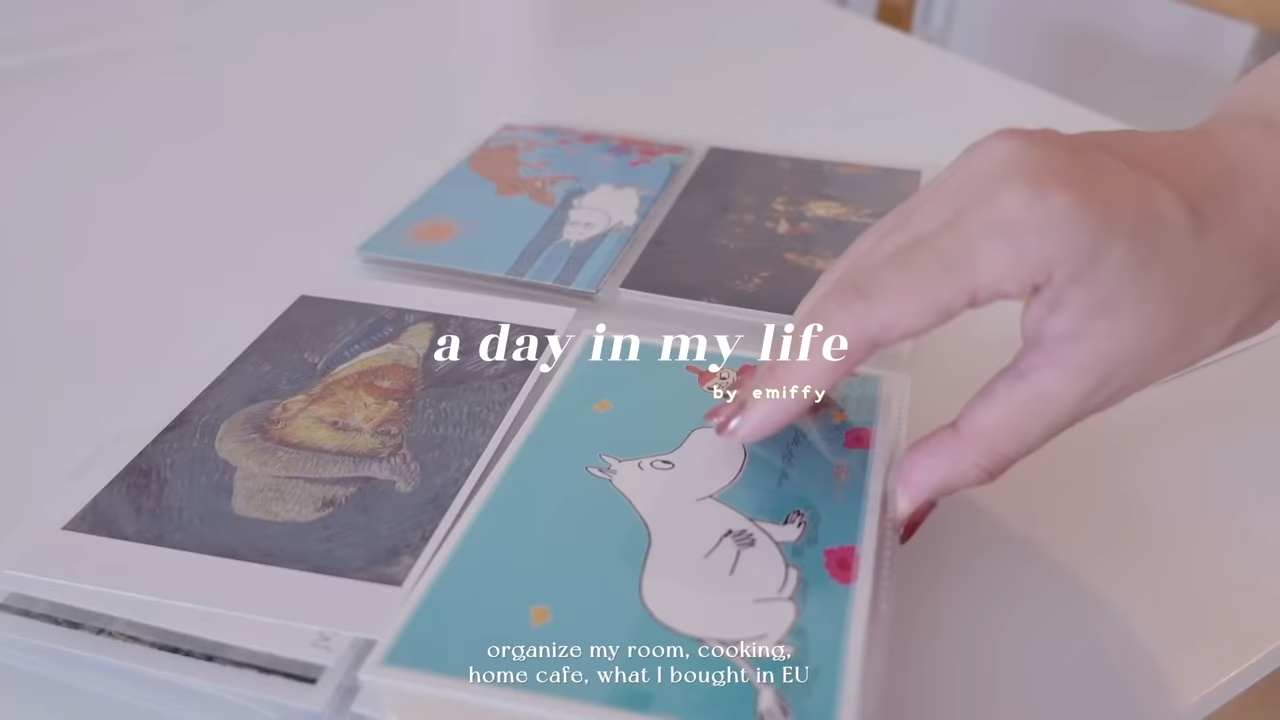 a day in my life
by emiffy
organize my room, cooking,
home cafe, what I bought in EU